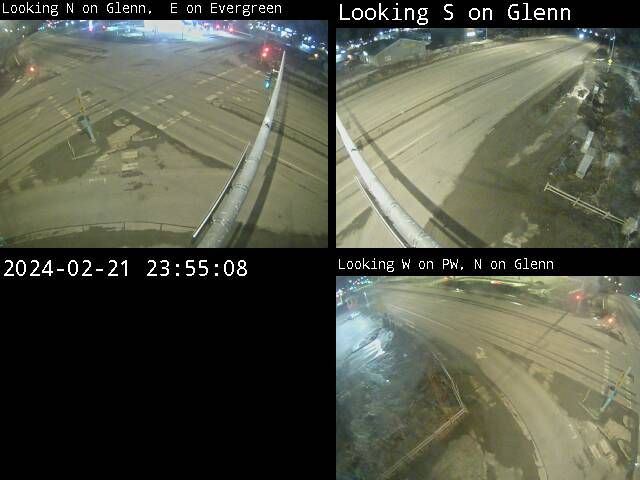 Looking N on Glenn,  E on Evergreen
Looking S on Glenn
2024-02-21 23:55:08
Looking W on PW, N on Glenn